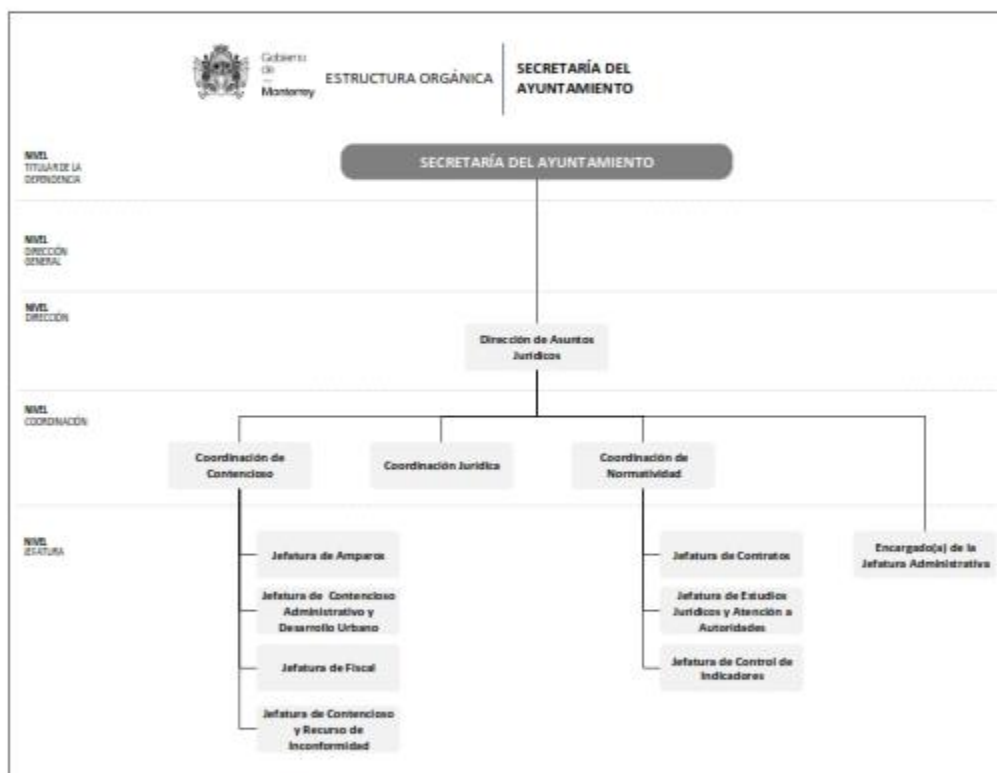 Gobierno
de
Monterrey
ESTRUCTURA ORGÁNICA
SECRETARÍA DEL
AYUNTAMIENTO
NIVEL
TITULAR DE LA
DEPENDENCIA
SECRETARÍA DEL AYUNTAMIENTO
NIVEL
DIRECCIÓN
GENERAL
NIVEL
DIRECCIÓN
Dirección de Asuntos
Jurídicos
NIVEL
COORDINACIÓN
Coordinación de
Contencioso
Coordinación Jurídica
Coordinación de
Normatividad
NIVEL
JEFATURA
Jefatura de Amparos
Jefatura de Contencioso
Administrativo y
Desarrollo Urbano
Jefatura de Fiscal
Jefatura de Contencioso
y Recurso de
Inconformidad
Jefatura de Contratos
Jefatura de Estudios
Jurídicos y Atención a
Autoridades
Jefatura de Control de
Indicadores
Encargado(a) de la
Jefatura Administrativa